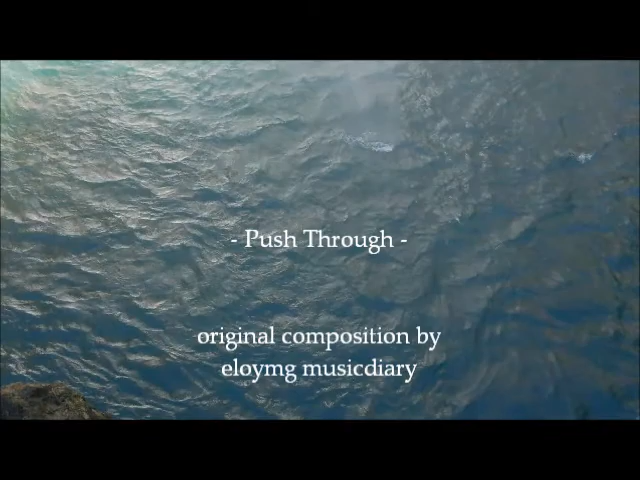 - Push Through -
original composition by
eloymg musicdiary